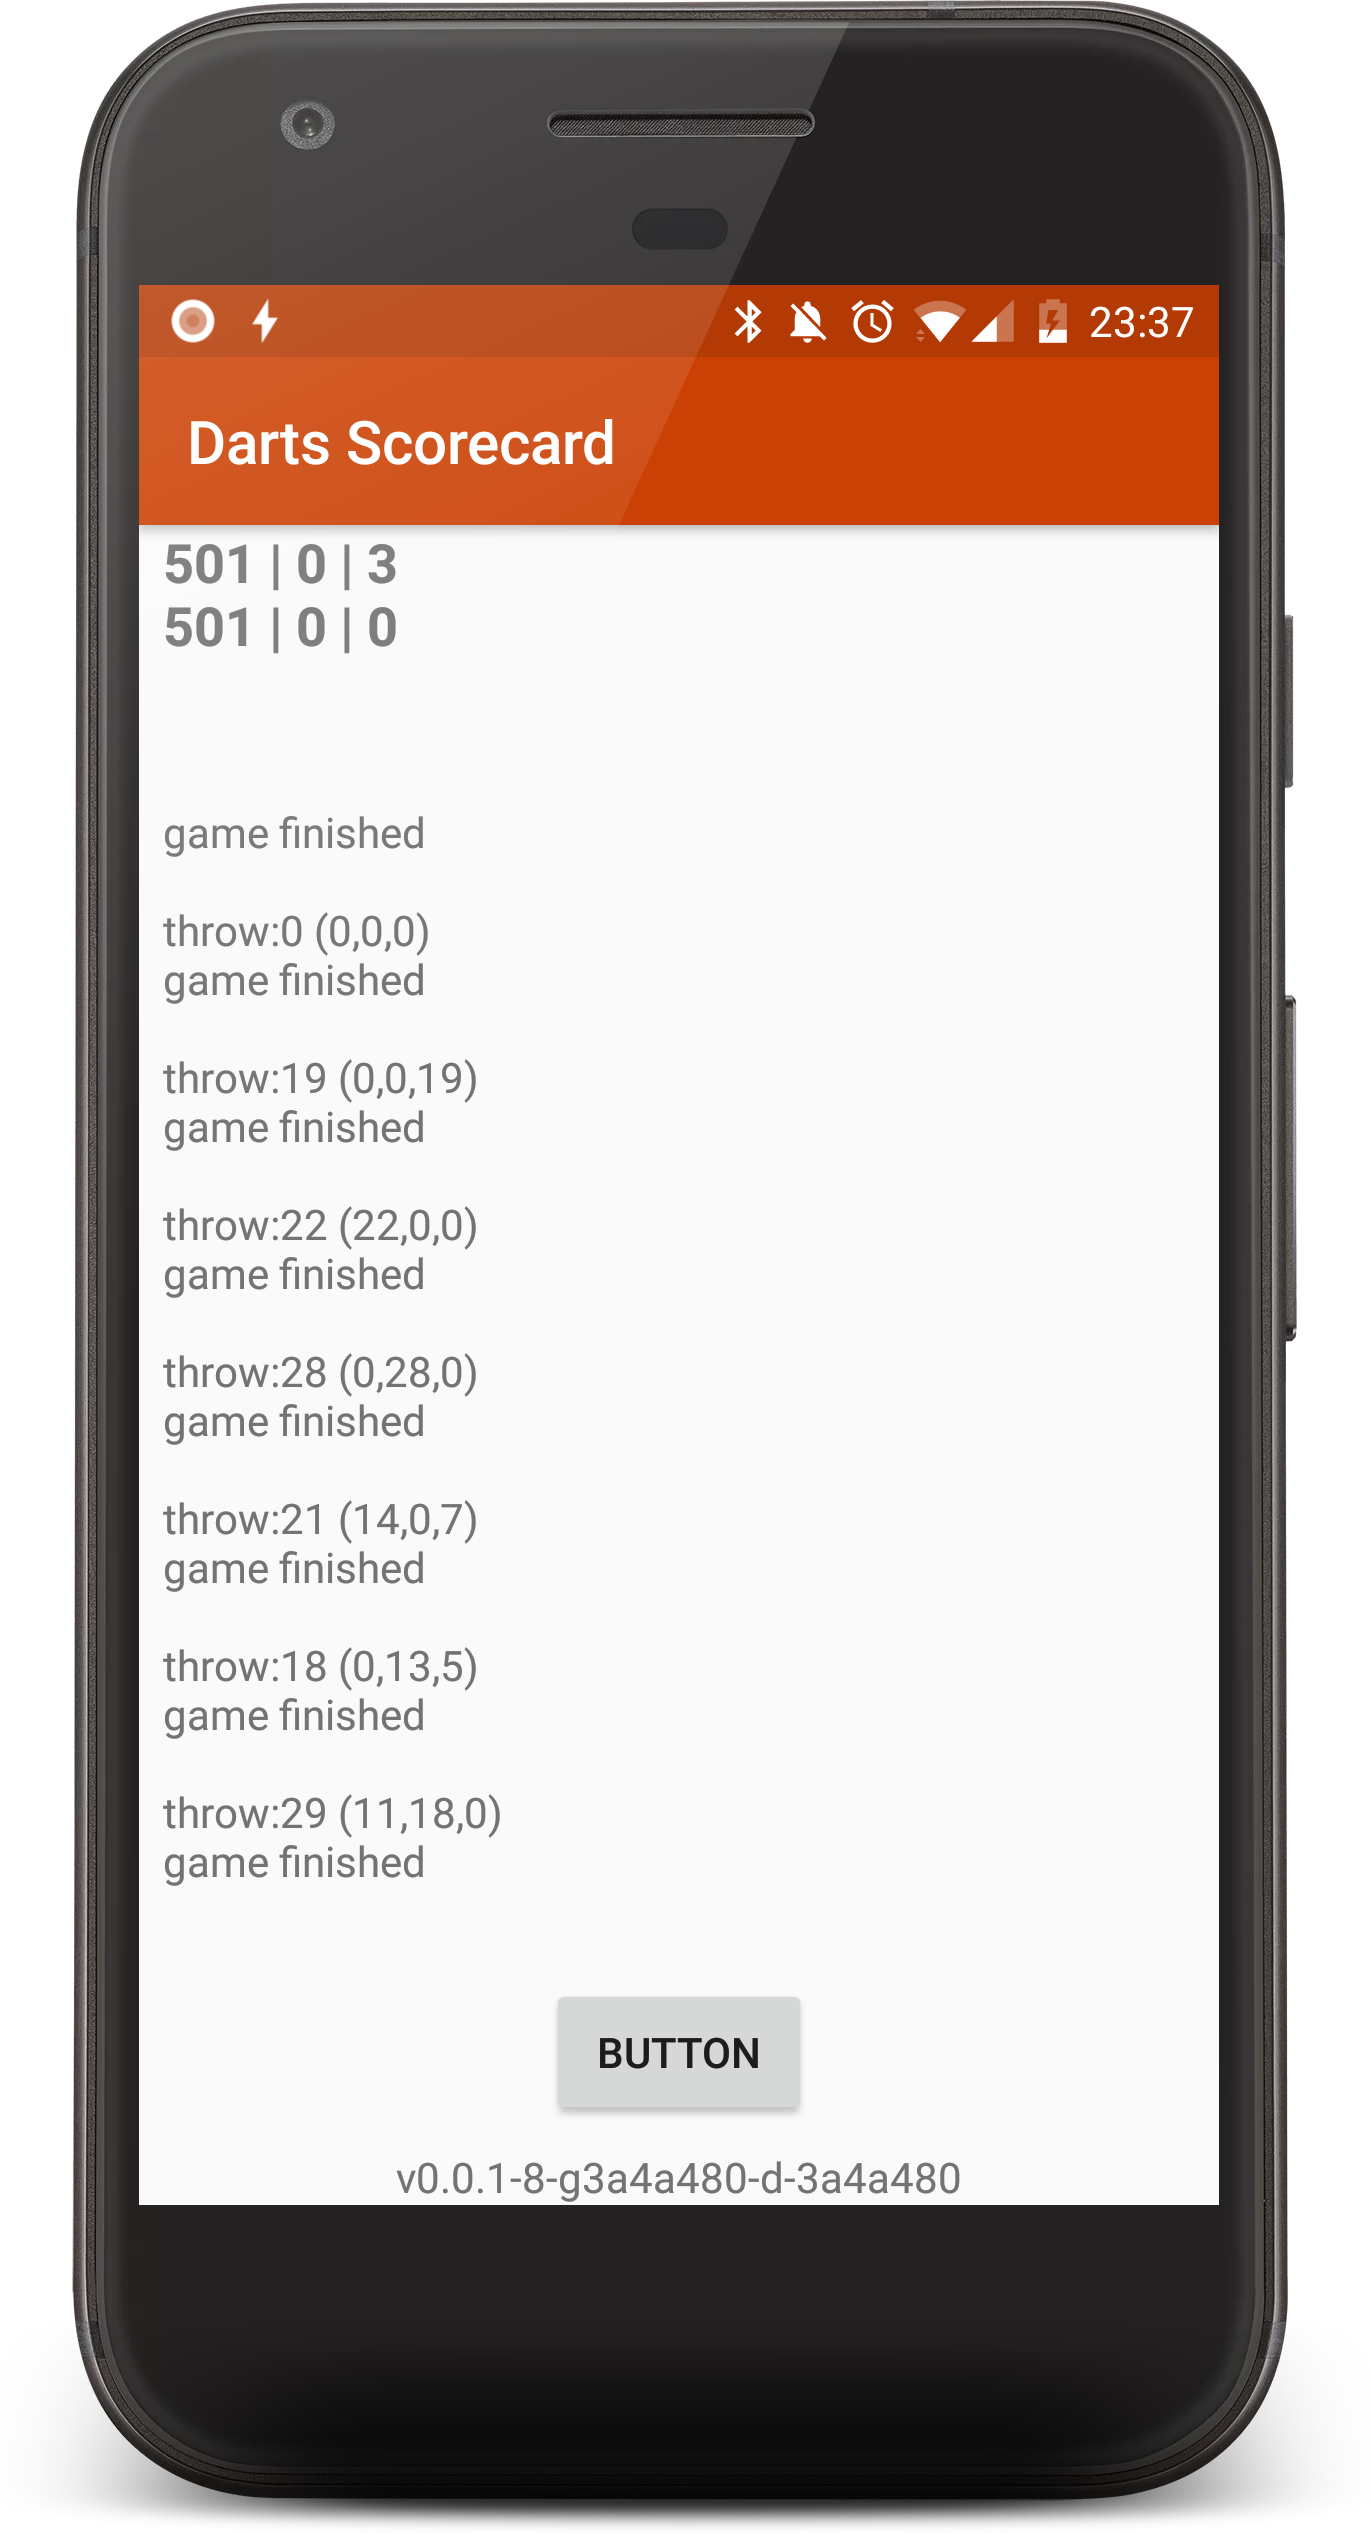 23:37
Darts Scorecard
501 | 0 | 3
501 | 0 | 0
game finished
throw:0 (0,0,0)
game finished
throw:19 (0,0,19)
game finished
throw:22 (22,0,0)
game finished
throw:28 (0,28,0)
game finished
throw:21 (14,0,7)
game finished
throw:18 (0,13,5)
game finished
throw:29 (11,18,0)
game finished
BUTTON
v0.0.1-8-g3a4a480-d-3a4a480